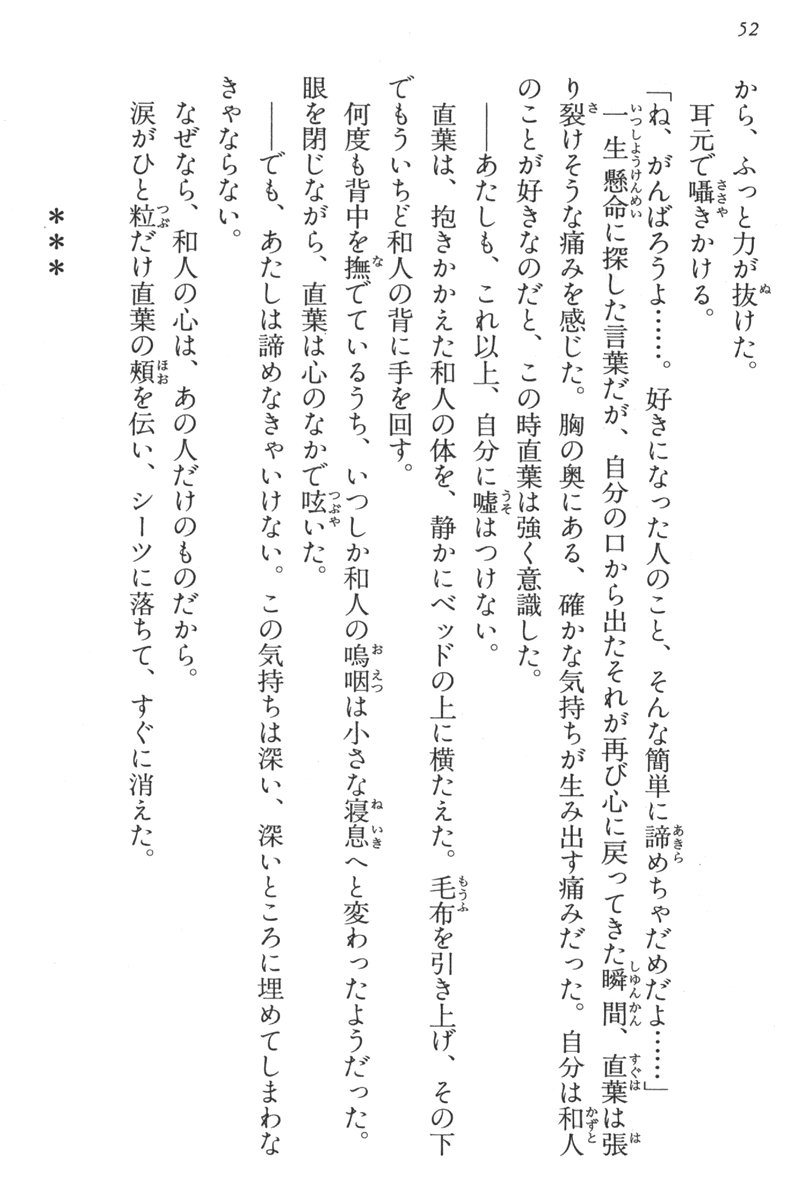 52
から、ふっと力が抜けた。
耳元で囁きかける。
「ね、がんばろうよ……。好きになった人のこと、そんな簡単に諦めちゃだめだよ……」
一生懸命に探した言葉だが、自分の口から出たそれが再び心に戻ってきた瞬間、直葉は張
り裂けそうな痛みを感じた。胸の奥にある、確かな気持ちが生み出す痛みだった。自分は和人
のことが好きなのだと、この時直葉は強く意識した。
――あたしも、これ以上、自分に嘘はつけない。
直葉は、抱きかかえた和人の体を、静かにベッドの上に横たえた。毛布を引き上げ、その下
でもういちど和人の背に手を回す。
何度も背中を撫でているうち、いつしか和人の嗚咽は小さな寝息へと変わったようだった。
眼を閉じながら、直葉は心のなかで呟いた。
――でも、あたしは諦めなきゃいけない。この気持ちは深い、深いところに埋めてしまわな
きゃならない。
なぜなら、和人の心は、あの人だけのものだから。
涙がひと粒だけ直葉の頬を伝い、シーツに落ちて、すぐに消えた。
＊＊＊